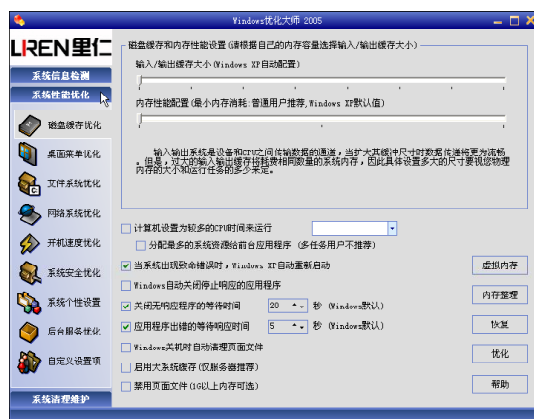 Windows优化大师 2005
LIREN里仁
系统信息检测
系统性能优化
磁盘缓存优化
桌面菜单优化
文件系统优化
网络系统优化
开机速度优化
系统安全优化
系统个性设置
后台服务优化
自定义设置项
系统清理维护
磁盘缓存和内存性能设置(请根据自己的内存容量选择输入/输出缓存大小)
输入/输出缓存大小(Windows XP自动配置)
内存性能配置(最小内存消耗:普通用户推荐,Windows XP默认值)
输入输出系统是设备和CPU之间传输数据的通道，当扩大其缓冲尺寸时数据传递将更为流畅
。但是，过大的输入输出缓存将耗费相同数量的系统内存，因此具体设置多大的尺寸要视您物理
内存的大小和运行任务的多少来定。
计算机设置为较多的CPU时间来运行
分配最多的系统资源给前台应用程序 (多任务用户不推荐)
当系统出现致命错误时，Windows XP自动重新启动
Windows自动关闭停止响应的应用程序
关闭无响应程序的等待时间 20 秒 (Windows默认)
应用程序出错的等待响应时间 5 秒 (Windows默认)
Windows关机时自动清理页面文件
启用大系统缓存(仅服务器推荐)
禁用页面文件(1G以上内存可选)
虚拟内存
内存整理
恢复
优化
帮助